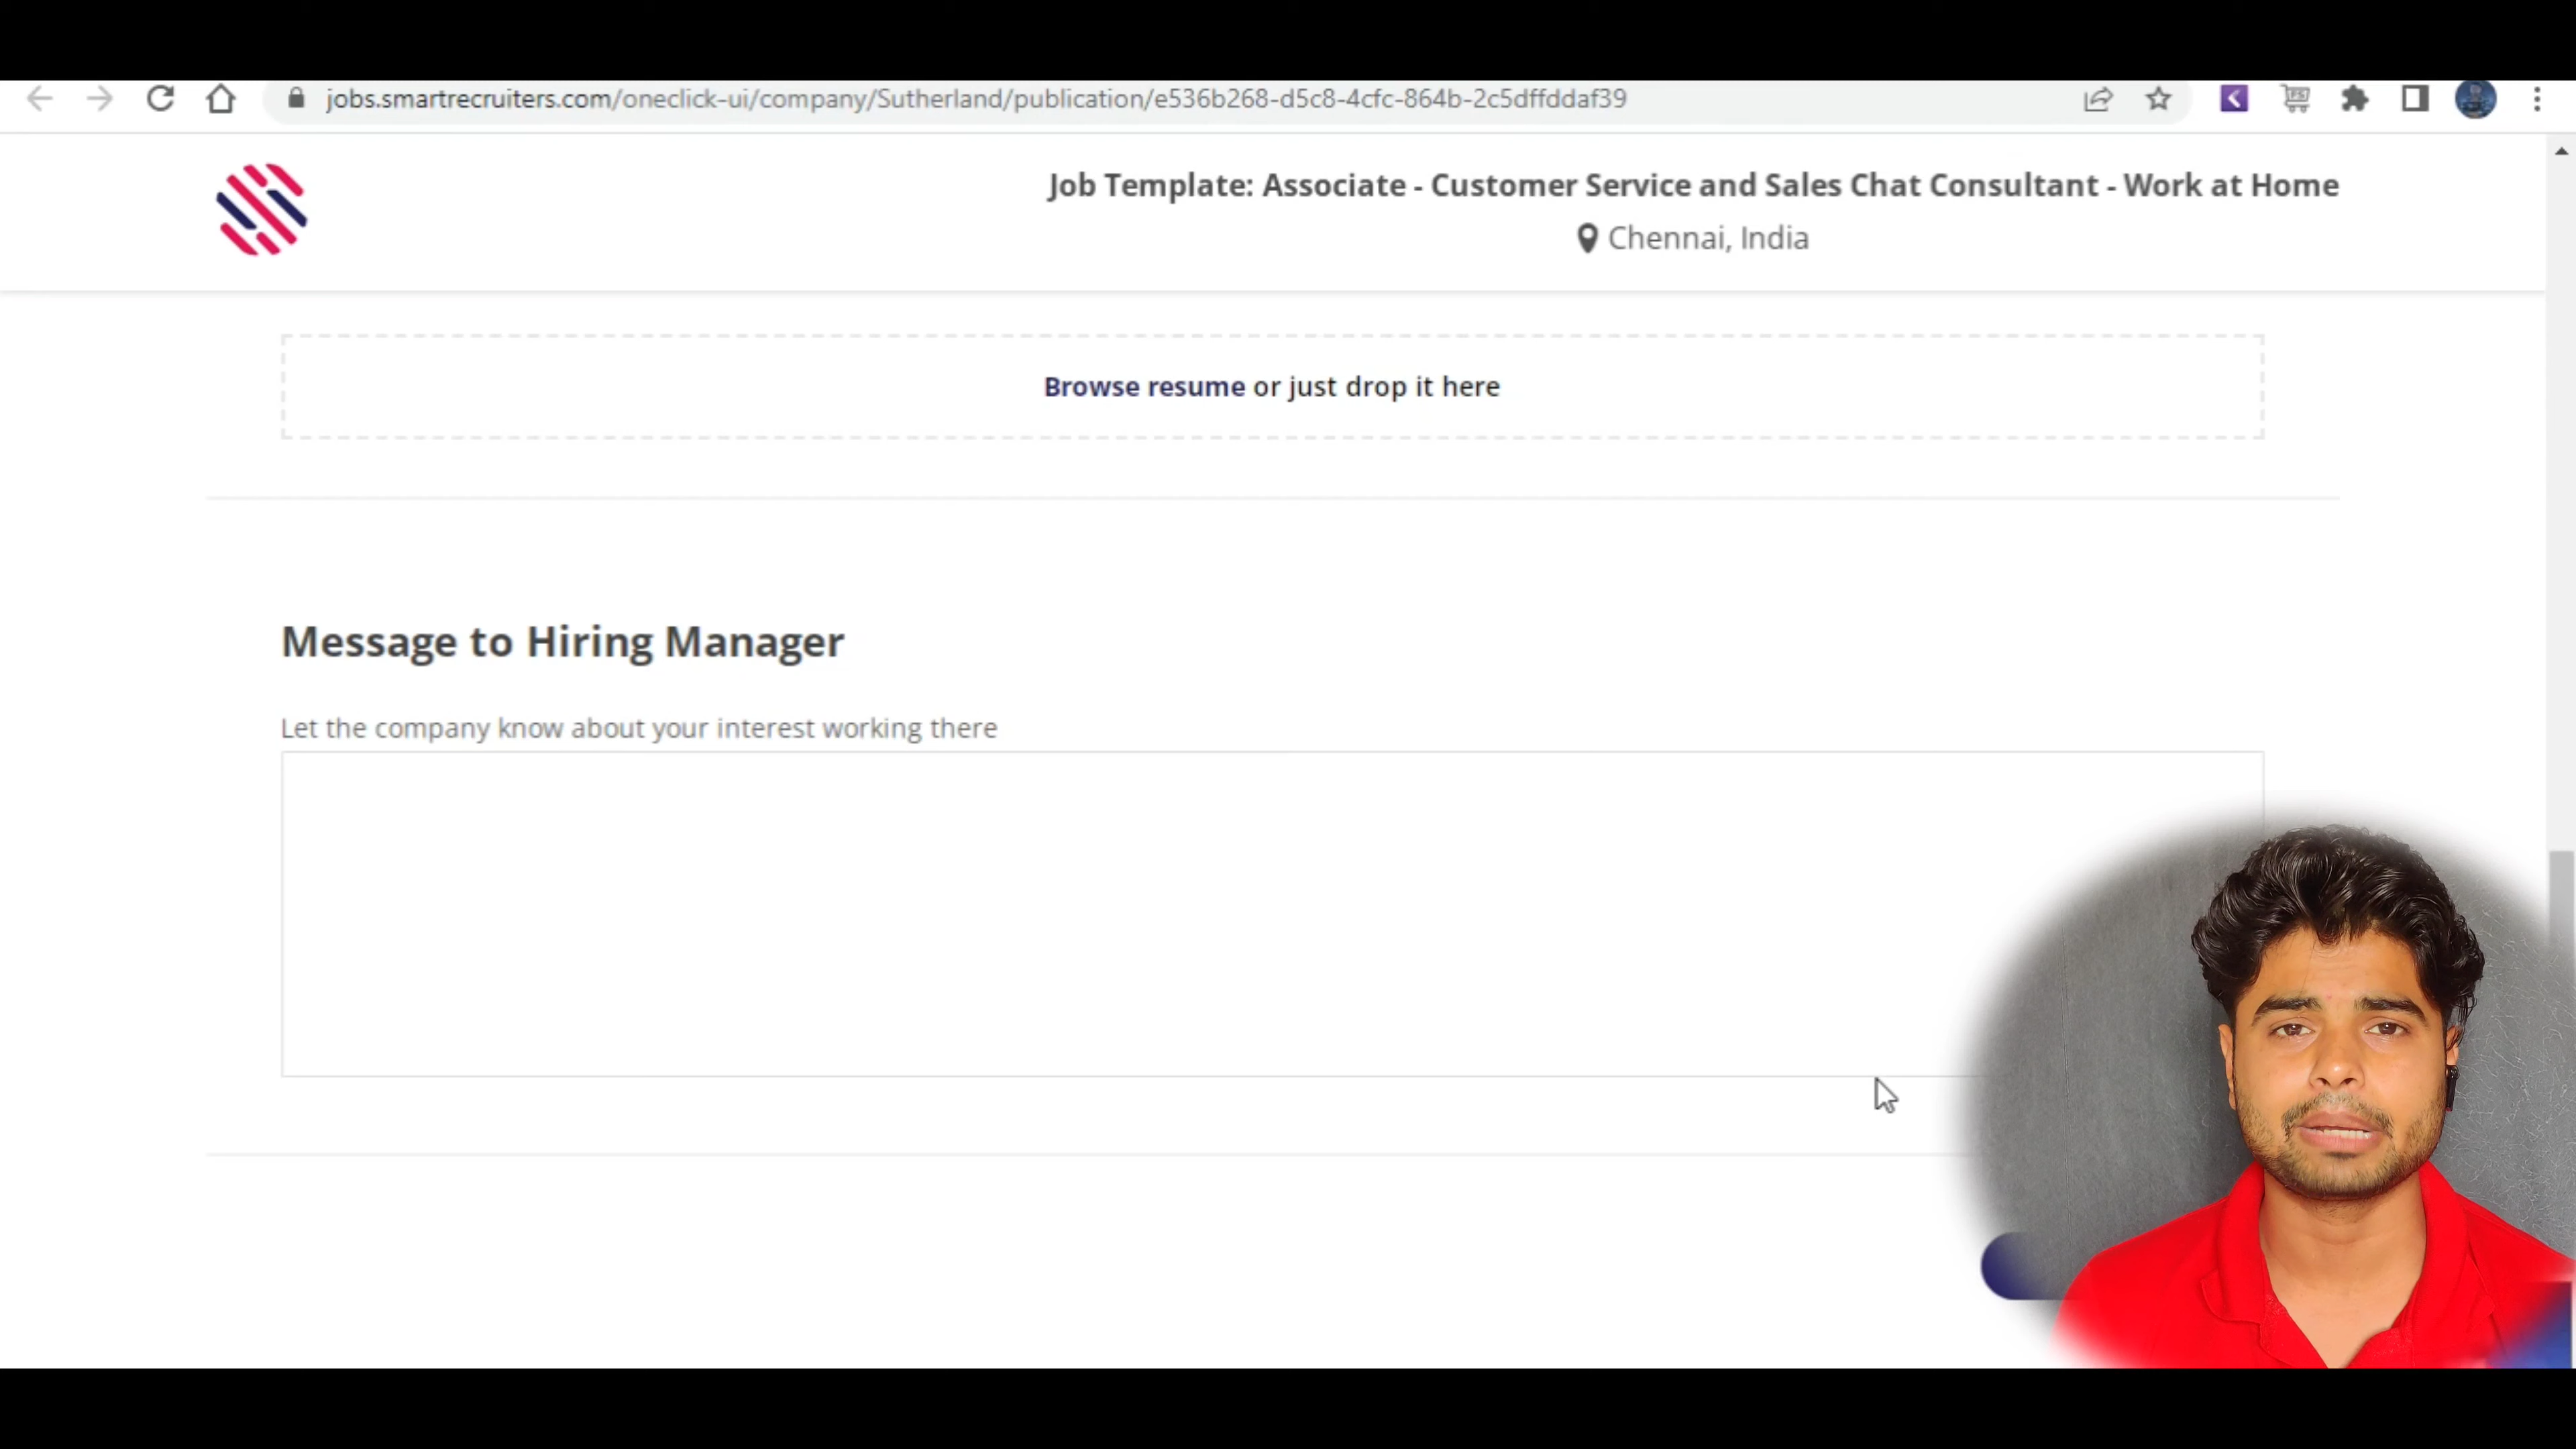 jobs.smartrecruiters.com/oneclick-ui/company/Sutherland/publication/e536b268-d5c8-4cfc-864b-2c5dffddaf39
Job Template: Associate - Customer Service and Sales Chat Consultant - Work at Home
Chennai, India
Browse resume or just drop it here
Message to Hiring Manager
Let the company know about your interest working there